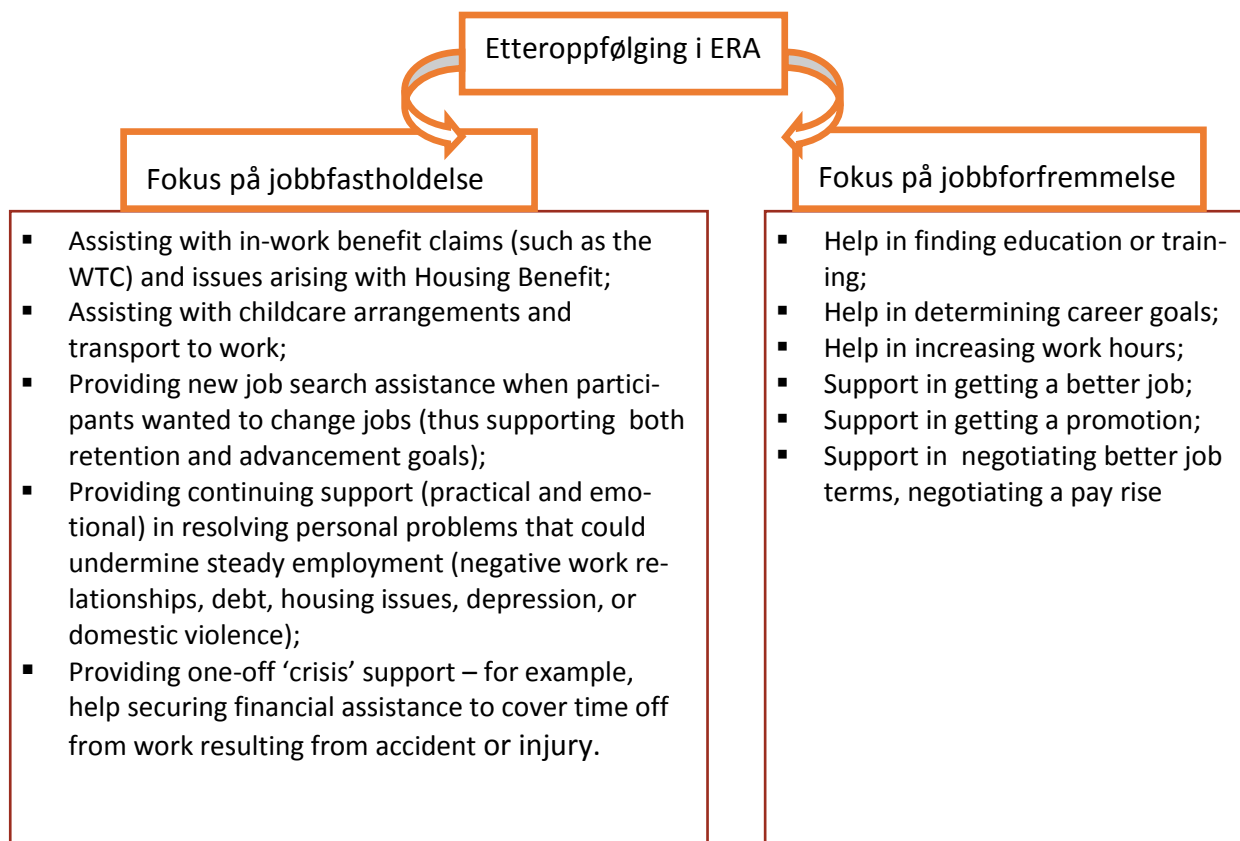 Etteroppfølging i ERA
Fokus på jobbfastholdelse
▪ Assisting with in-work benefit claims (such as the
WTC) and issues arising with Housing Benefit;
▪ Assisting with childcare arrangements and
transport to work;
▪ Providing new job search assistance when partici-
pants wanted to change jobs (thus supporting both
retention and advancement goals);
▪ Providing continuing support (practical and emo-
tional) in resolving personal problems that could
undermine steady employment (negative work re-
lationships, debt, housing issues, depression, or
domestic violence);
▪ Providing one-off ‘crisis’ support – for example,
help securing financial assistance to cover time off
from work resulting from accident or injury.
Fokus på jobbforfremmelse
▪ Help in finding education or train-
ing;
▪ Help in determining career goals;
▪ Help in increasing work hours;
▪ Support in getting a better job;
▪ Support in getting a promotion;
▪ Support in negotiating better job
terms, negotiating a pay rise